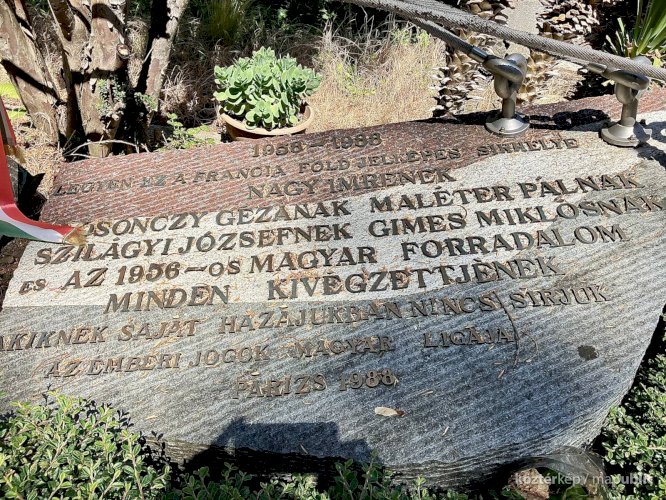 1958-1988
LEGYEN EZ A FRANCIA FÖLD JELKÉPES SÍRHELYE
NAGY IMRÉNEK
LOSONCZY GÉZÁNAK MALÉTER PÁLNAK
SZILÁGYI JÓZSEFNEK GIMES MIKLÓSNAK
ÉS AZ 1956-OS MAGYAR FORRADALOM
MINDEN KIVÉGZETTJÉNEK
AKIKNEK SAJÁT HAZÁJUKBAN NINCS SÍRJUK
AZ EMBERI JOGOK MAGYAR LIGÁJA
PÁRIZS 1988
köztérkép / mapublic